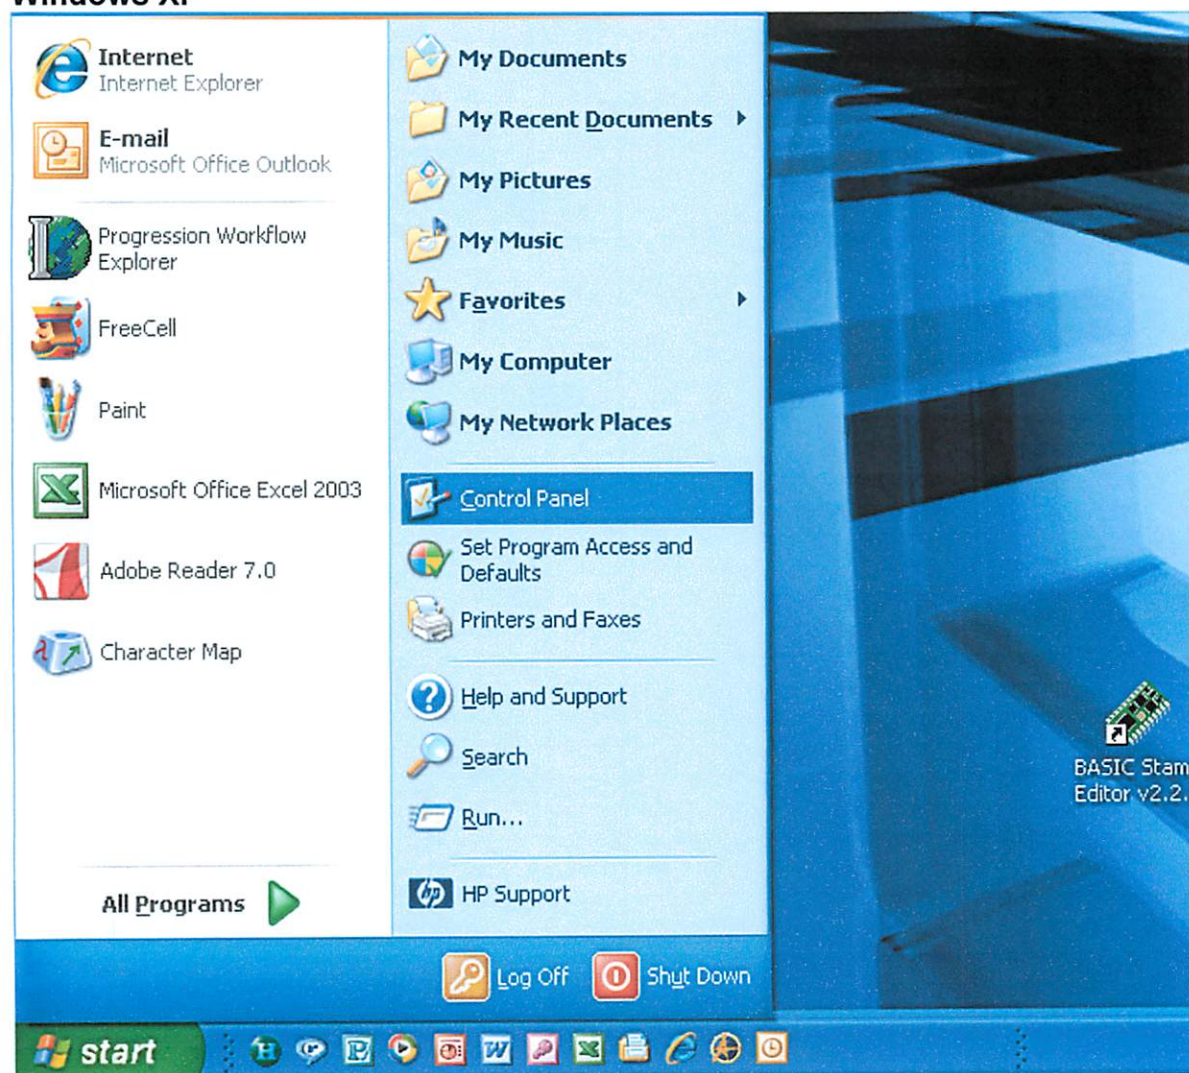 Windows XP
Internet
Internet Explorer
E-mail
Microsoft Office Outlook
Progression Workflow
Explorer
FreeCell
Paint
Microsoft Office Excel 2003
Adobe Reader 7.0
Character Map
All Programs
My Documents
My Recent Documents
My Pictures
My Music
Favorites
My Computer
My Network Places
Control Panel
Set Program Access and
Defaults
Printers and Faxes
Help and Support
Search
Run...
HP Support
Log Off
Shut Down
BASIC Stam
Editor v2.2.
start